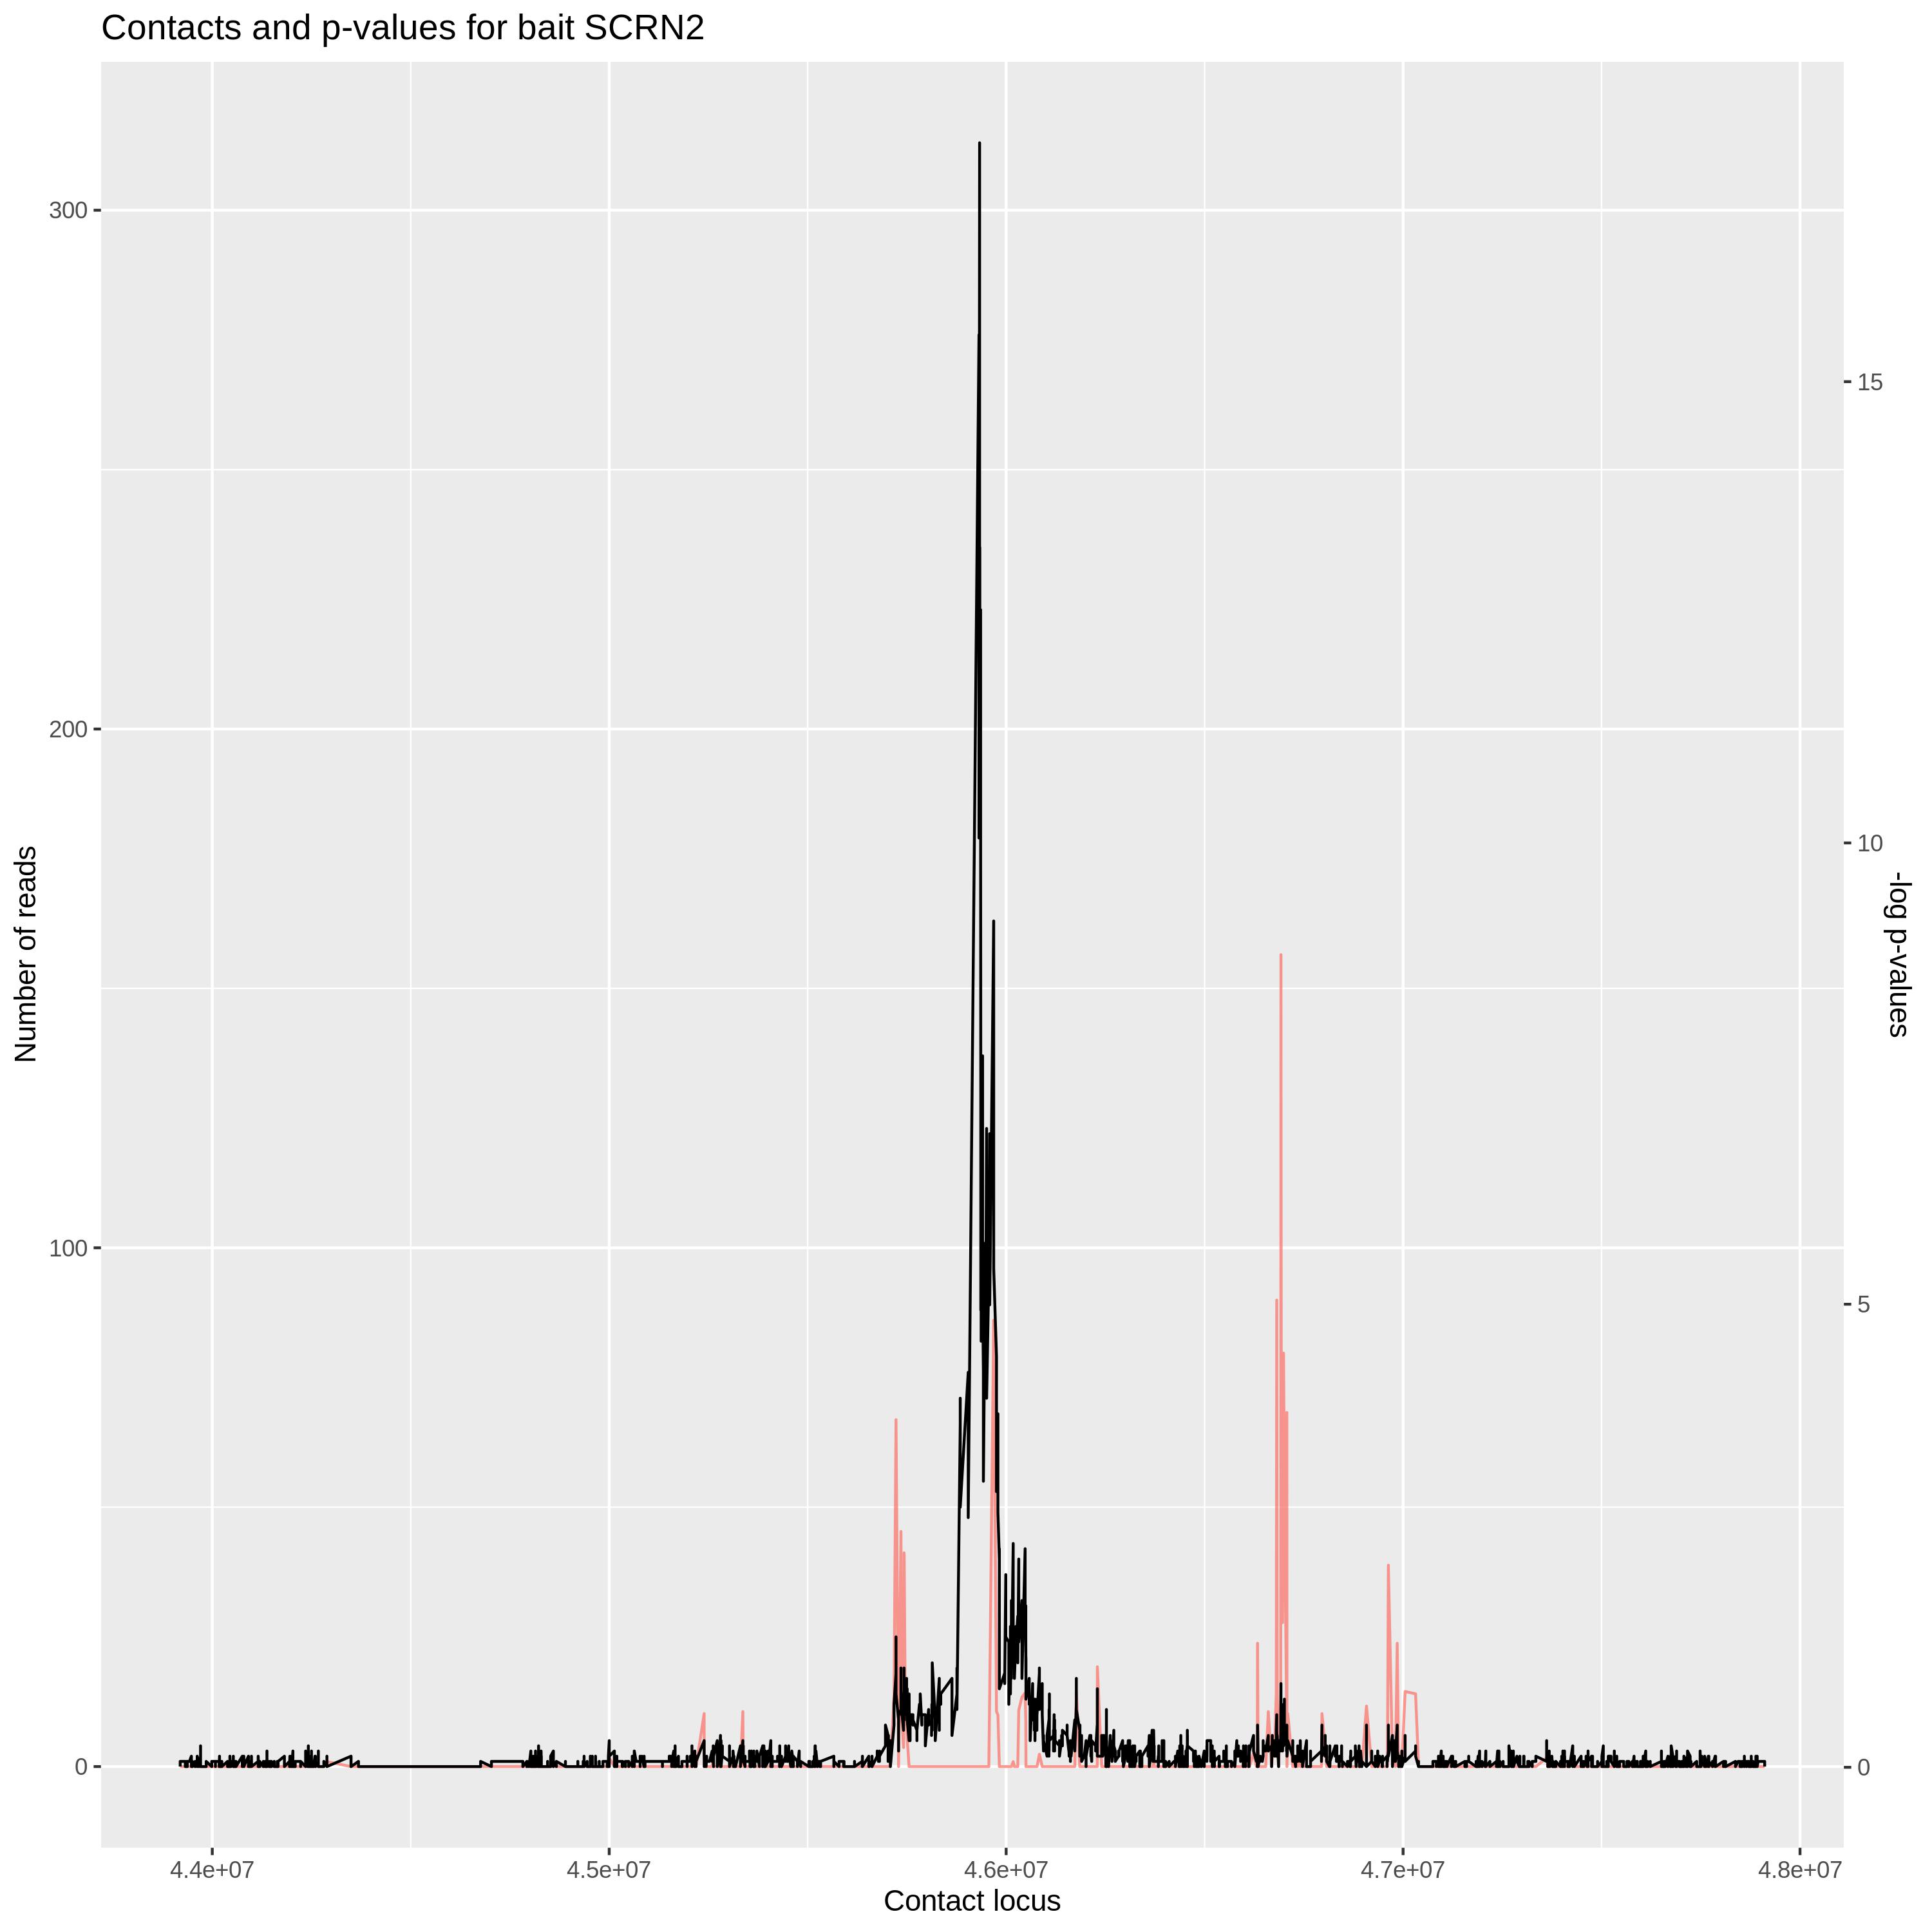 Contacts and p-values for bait SCRN2
300
200
100
0
15
10
5
0
Number of reads
-log p-values
4.4e+07 4.5e+07 4.6e+07 4.7e+07 4.8e+07
Contact locus